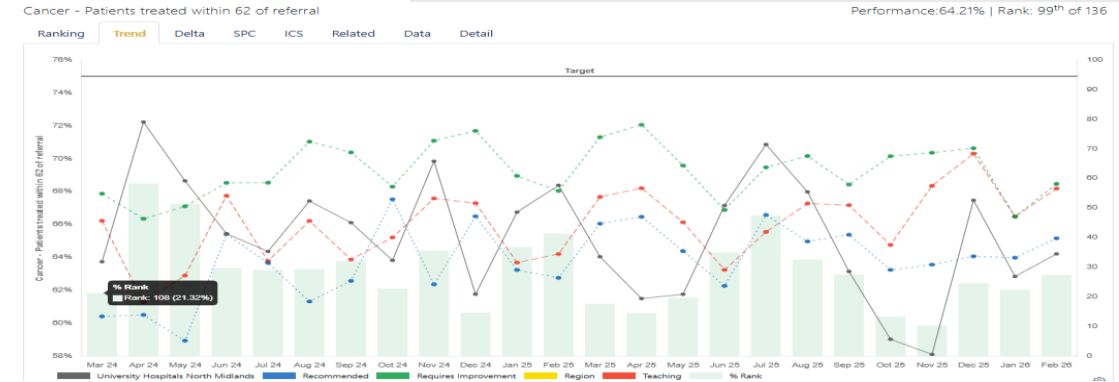 Cancer - Patients treated within 62 of referral
Performance:64.21% | Rank: 99th of 136
Ranking Trend Delta SPC ICS Related Data Detail
76%
74%
72%
70%
68%
66%
64%
62%
60%
58%
Cancer - Patients treated within 62 of referral
Target
100
90
80
70
60
50
40
30
20
10
0
% Rank
Rank: 108 (21.32%)
Mar 24 Apr 24 May 24 Jun 24 Jul 24 Aug 24 Sep 24 Oct 24 Nov 24 Dec 24 Jan 25 Feb 25 Mar 25 Apr 25 May 25 Jun 25 Jul 25 Aug 25 Sep 25 Oct 25 Nov 25 Dec 25 Jan 26 Feb 26
University Hospitals North Midlands Recommended Requires Improvement Region Teaching % Rank